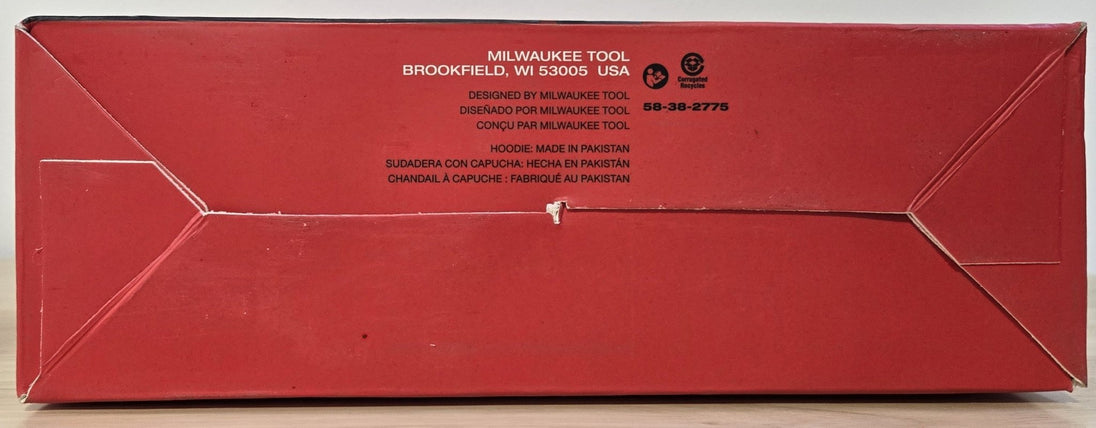 MILWAUKEE TOOL
BROOKFIELD, WI 53005 USA
DESIGNED BY MILWAUKEE TOOL
DISEÑADO POR MILWAUKEE TOOL
CONÇU PAR MILWAUKEE TOOL
HOODIE: MADE IN PAKISTAN
SUDADERA CON CAPUCHA: HECHA EN PAKISTÁN
CHANDAIL À CAPUCHE : FABRIQUÉ AU PAKISTAN
Corrugated
Recycles
58-38-2775